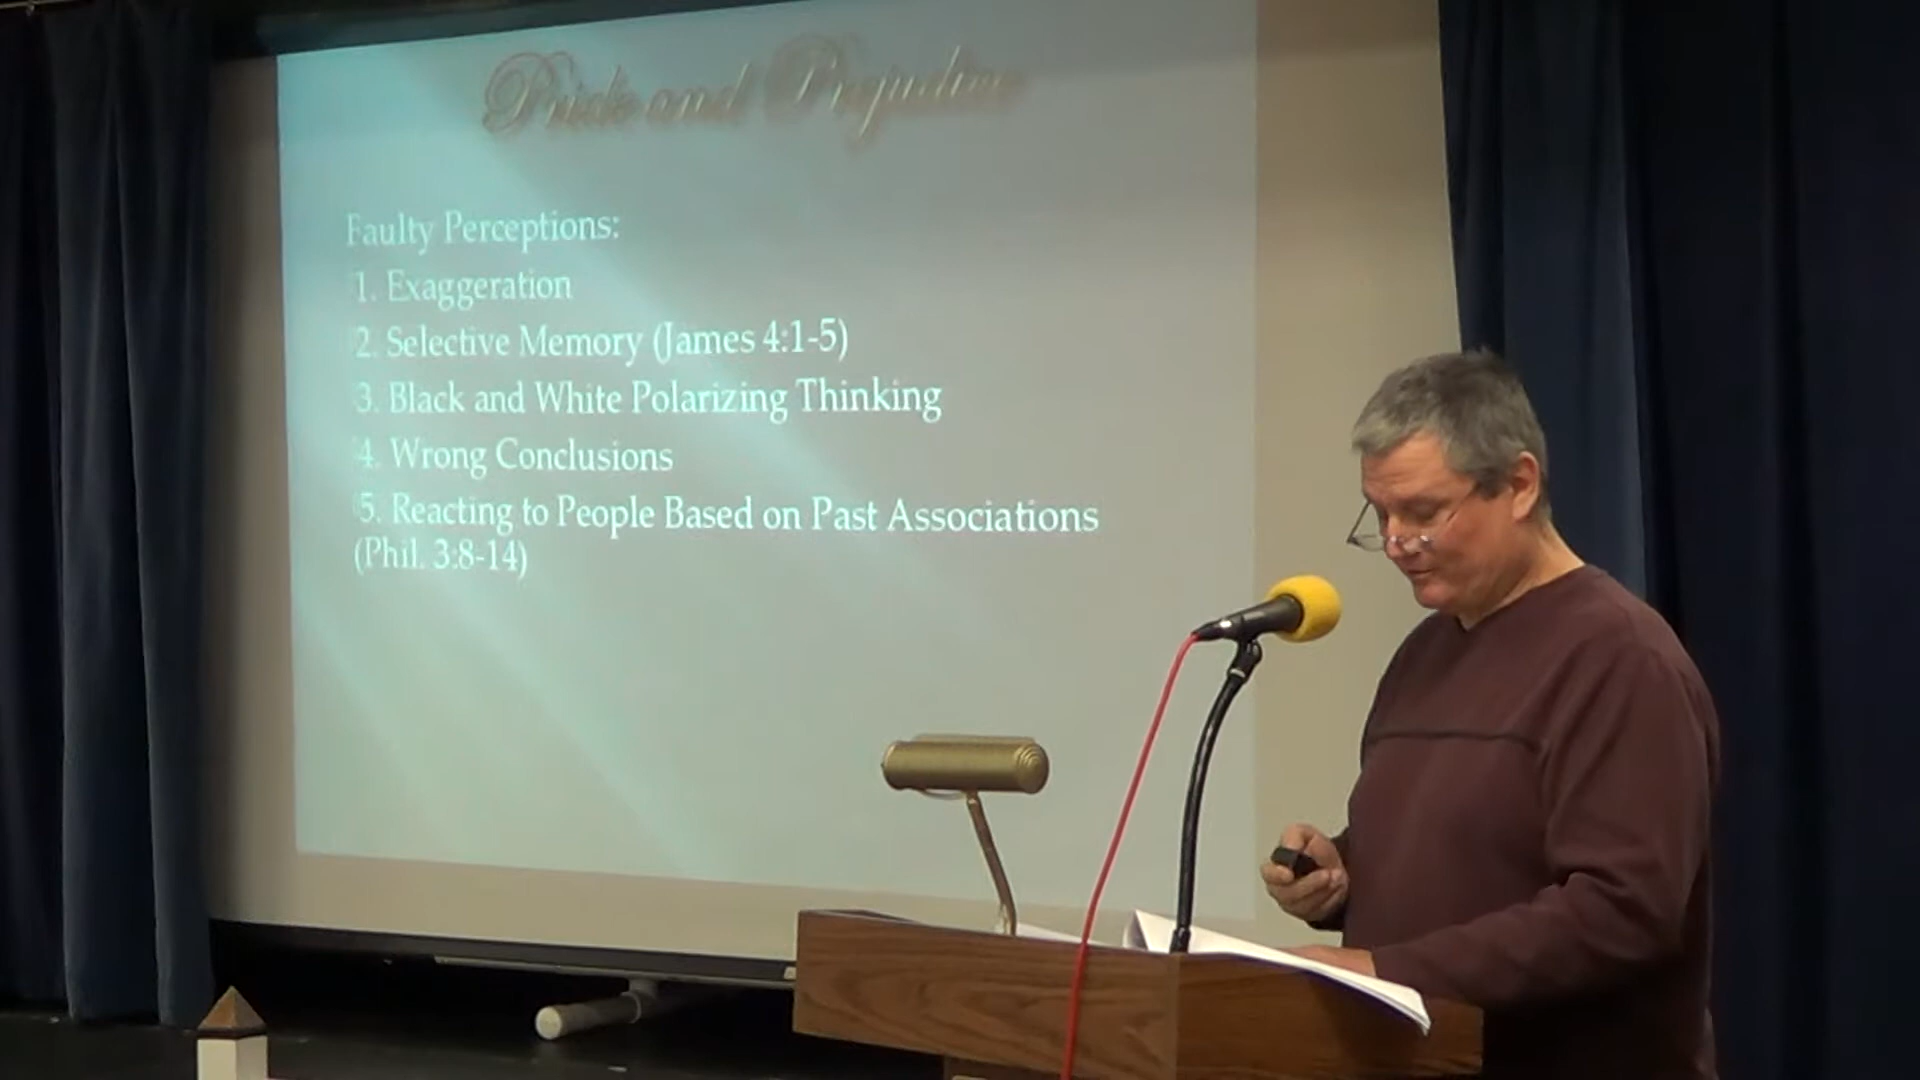 Pride and Prejudice
Faulty Perceptions:
1. Exaggeration
2. Selective Memory (James 4:1-5)
3. Black and White Polarizing Thinking
4. Wrong Conclusions
5. Reacting to People Based on Past Associations
(Phil. 3:8-14)